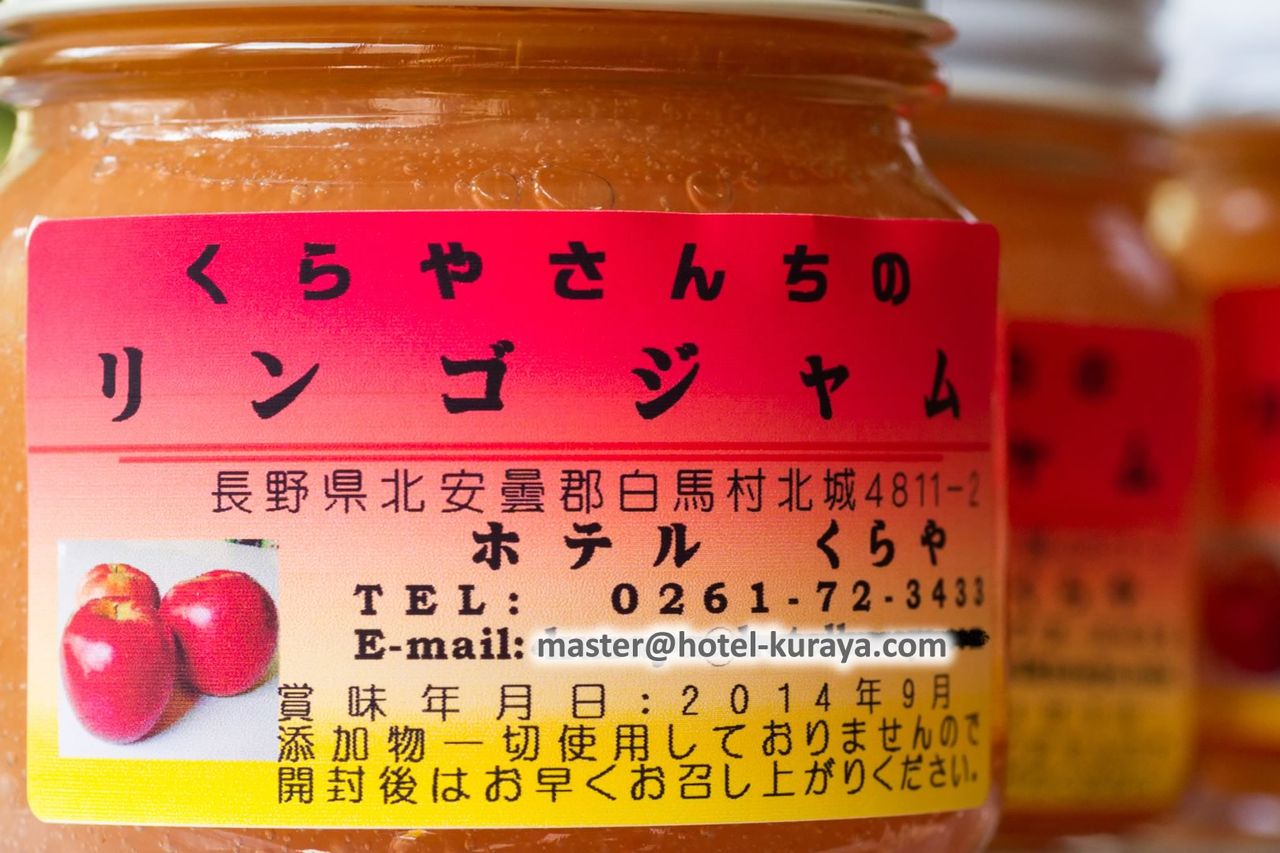 くらやさんちの
リンゴジャム
長野県北安曇郡白馬村北城4811-2
ホテル くらや
TEL: 0261-72-3433
E-mail: master@hotel-kuraya.com
賞味年月日:2014年9月
添加物一切使用しておりませんので
開封後はお早くお召し上がりください.